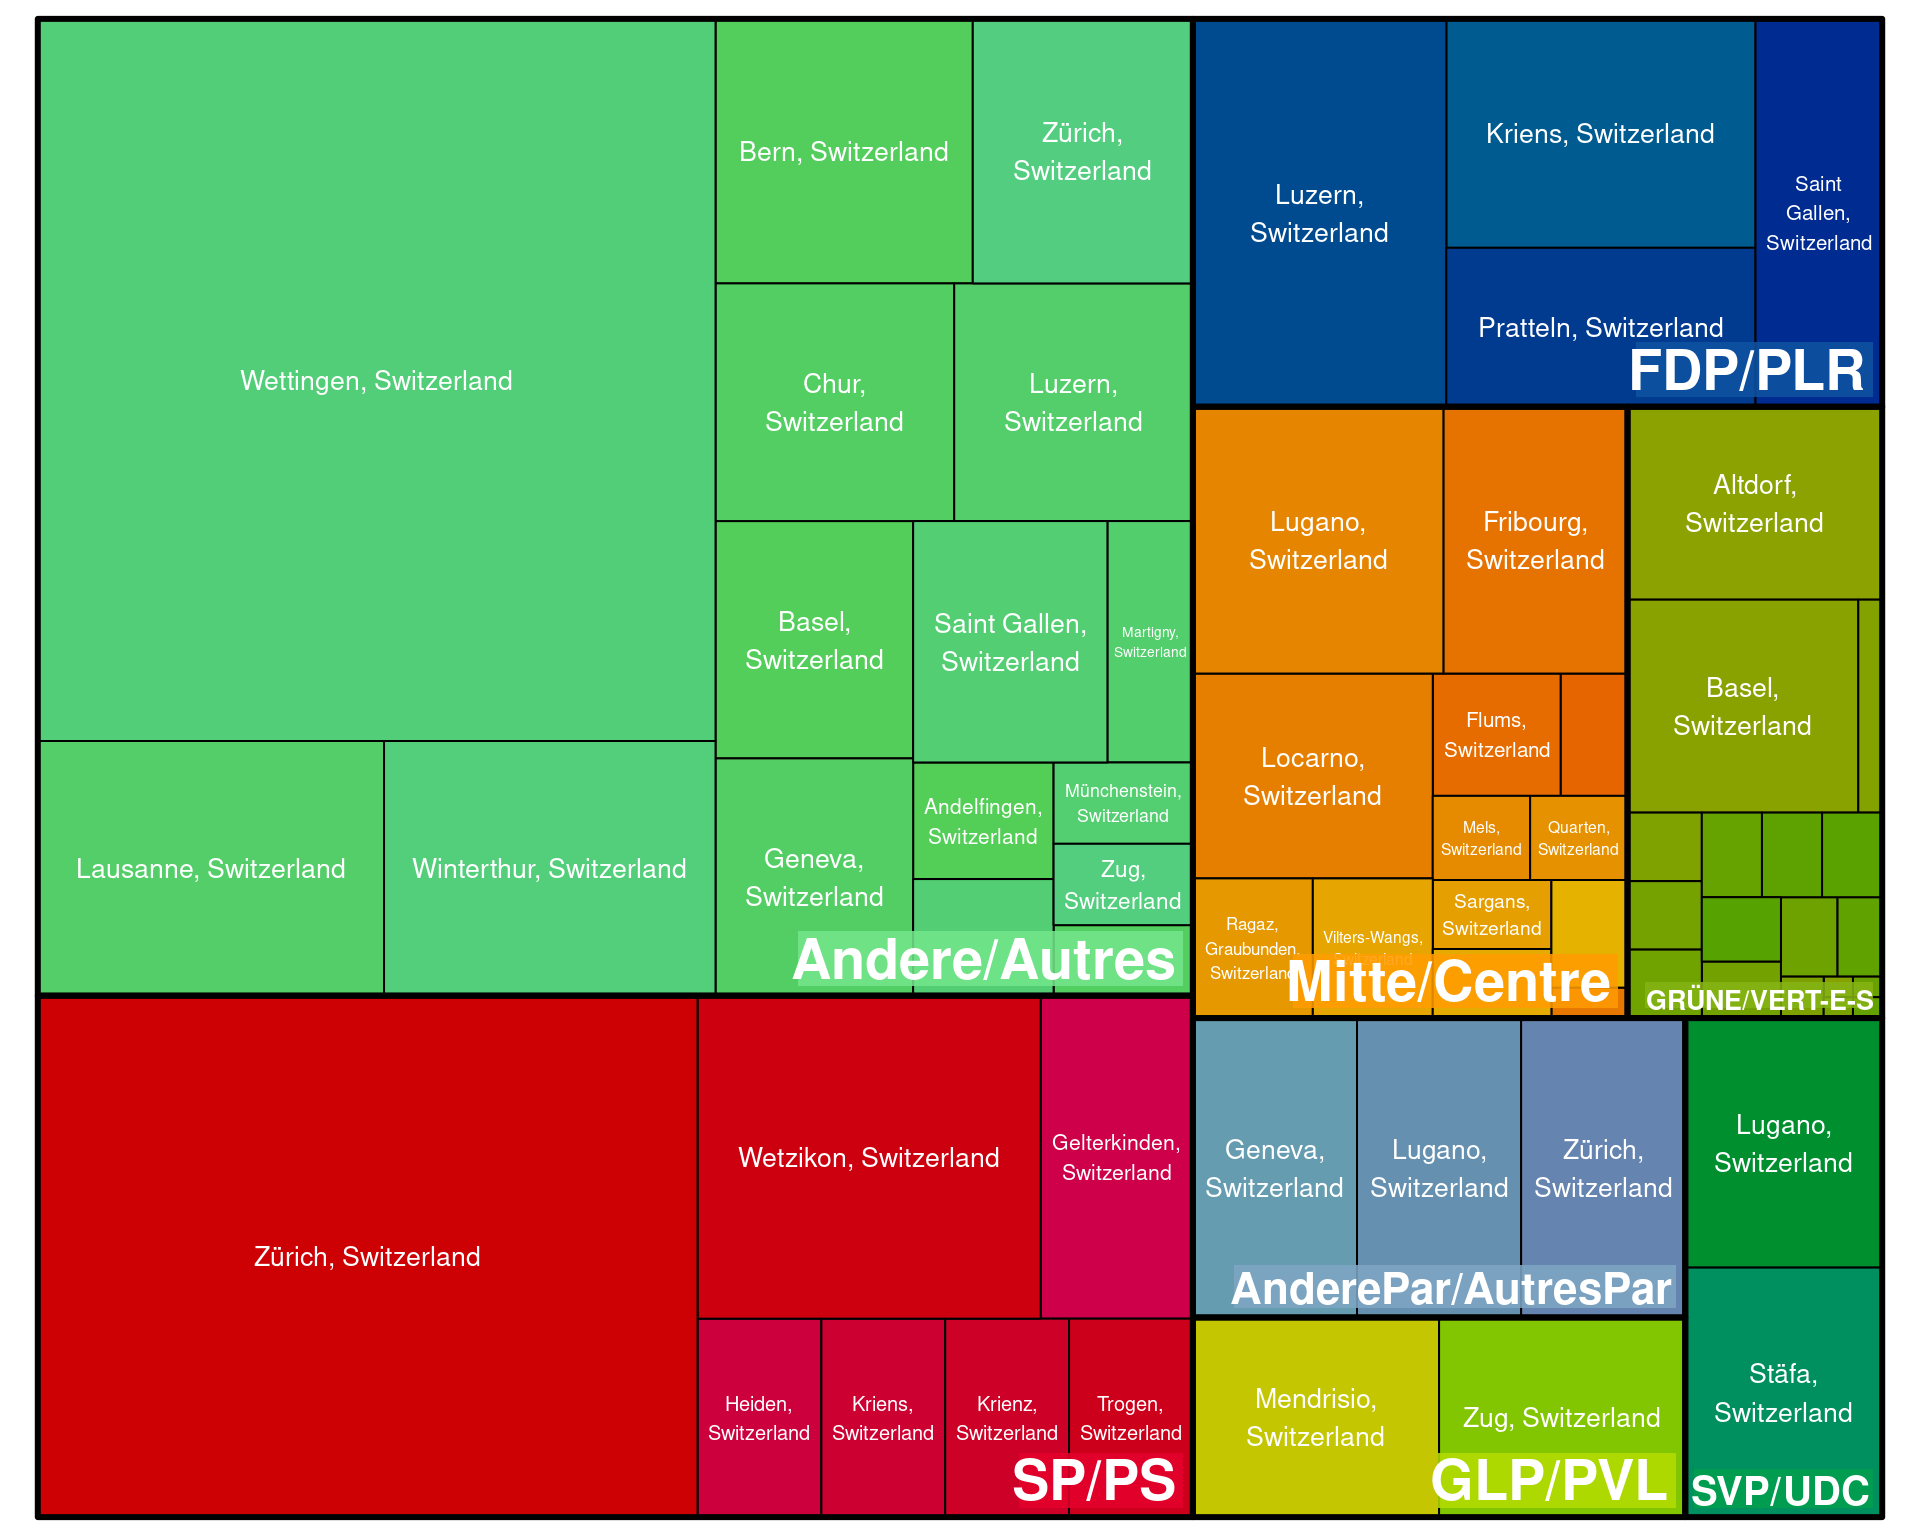 Wettingen, Switzerland
Bern, Switzerland
Zürich,
Switzerland
Chur,
Switzerland
Luzern,
Switzerland
Basel,
Switzerland
Saint Gallen,
Switzerland
Martigny,
Switzerland
Lausanne, Switzerland
Winterthur, Switzerland
Geneva,
Switzerland
Andelfingen,
Switzerland
Münchenstein,
Switzerland
Zug,
Switzerland
Andere/Autres
Luzern,
Switzerland
Kriens, Switzerland
Saint
Gallen,
Switzerland
Pratteln, Switzerland
FDP/PLR
Lugano,
Switzerland
Fribourg,
Switzerland
Locarno,
Switzerland
Flums,
Switzerland
Mels,
Switzerland
Quarten,
Switzerland
Ragaz,
Graubunden,
Switzerland
Vilters-Wangs,
Switzerland
Sargans,
Switzerland
Mitte/Centre
Altdorf,
Switzerland
Basel,
Switzerland
GRÜNE/VERT-E-S
Zürich, Switzerland
Wetzikon, Switzerland
Gelterkinden,
Switzerland
Heiden,
Switzerland
Kriens,
Switzerland
Krienz,
Switzerland
Trogen,
Switzerland
SP/PS
Geneva,
Switzerland
Lugano,
Switzerland
Zürich,
Switzerland
AnderePar/AutresPar
Lugano,
Switzerland
Stäfa,
Switzerland
SVP/UDC
Mendrisio,
Switzerland
Zug, Switzerland
GLP/PVL